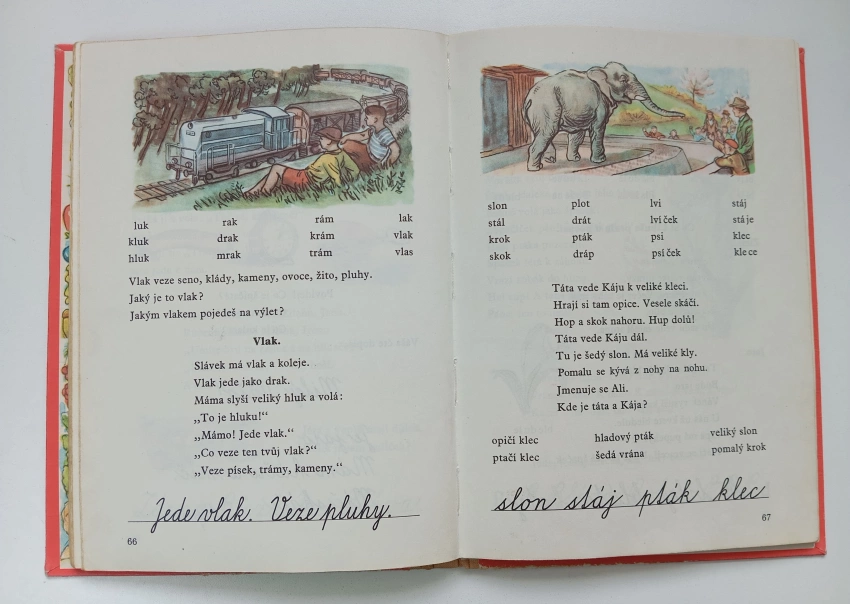 luk rak rám lak
kluk drak krám vlak
hluk mrak trám vlas
Vlak veze seno, klády, kameny, ovoce, žito, pluhy.
Jaký je to vlak?
Jakým vlakem pojedeš na výlet?
Vlak.
Slávek má vlak a koleje.
Vlak jede jako drak.
Máma slyší veliký hluk a volá:
„To je hluku!“
„Mámo! Jede vlak.“
„Co veze ten tvůj vlak?“
„Veze písek, trámy, kameny.“
Jede vlak. Veze pluhy.
66
slon plot lvi stáj
stál drát lvíček stáje
krok pták psi klec
skok dráp psíček klece
Táta vede Káju k veliké kleci.
Hrají si tam opice. Vesele skáčí.
Hop a skok nahoru. Hup dolů!
Táta vede Káju dál.
Tu je šedý slon. Má veliké kly.
Pomalu se kývá z nohy na nohu.
Jmenuje se Ali.
Kde je táta a Kája?
opičí klec hladový pták veliký slon
ptačí klec šedá vrána pomalý krok
slon stáj pták klec
67